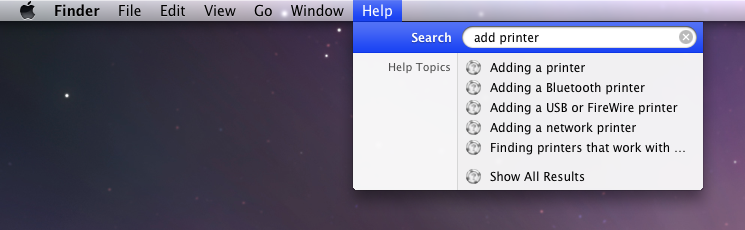 Finder File Edit View Go Window Help
Search add printer
Help Topics Adding a printer
Adding a Bluetooth printer
Adding a USB or FireWire printer
Adding a network printer
Finding printers that work with ...
Show All Results